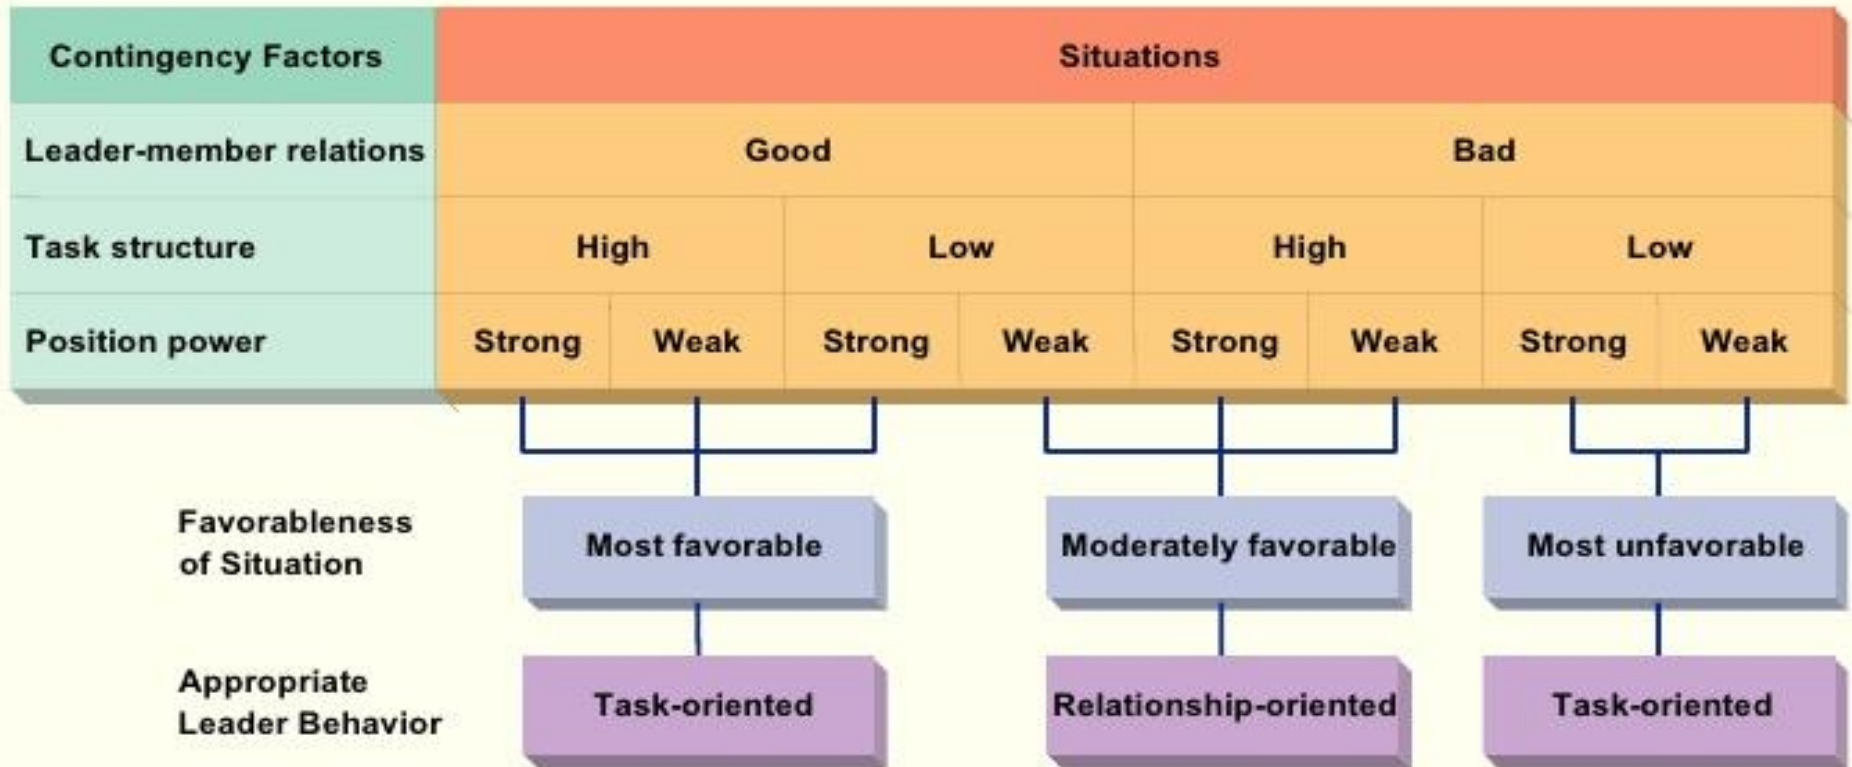 Contingency Factors Situations
Leader-member relations Good Bad
Task structure High Low High Low
Position power Strong Weak Strong Weak Strong Weak Strong Weak
Favorableness
of Situation
Most favorable Moderately favorable Most unfavorable
Appropriate
Leader Behavior
Task-oriented Relationship-oriented Task-oriented